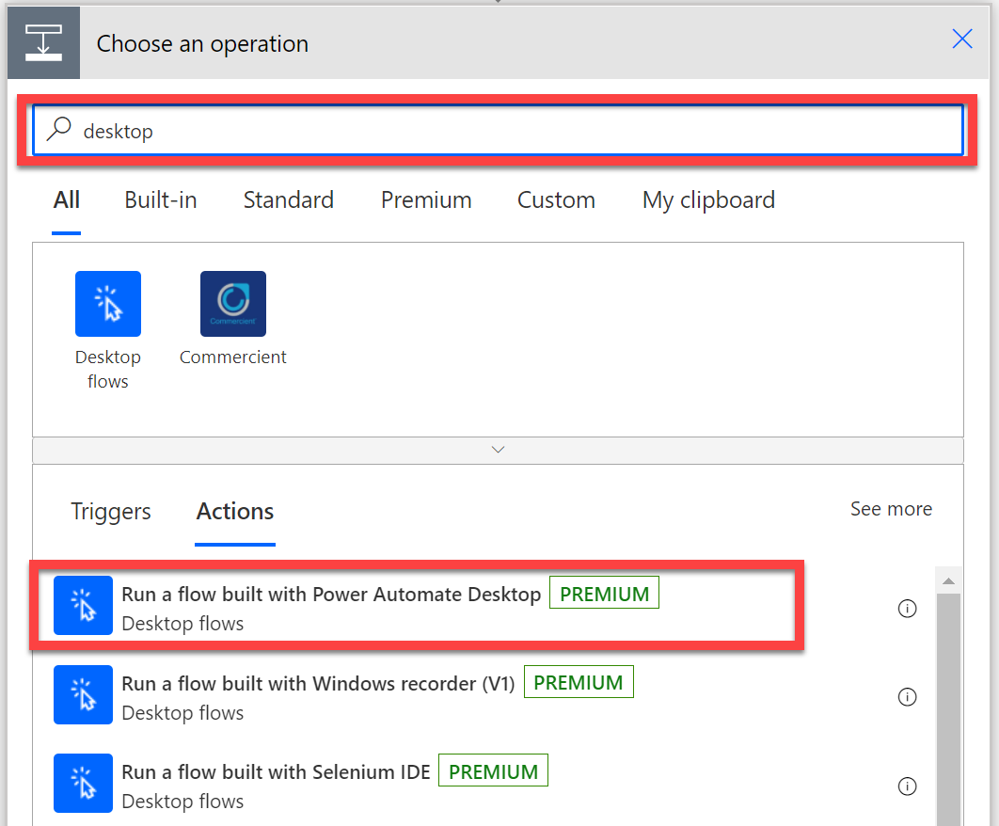 Choose an operation
desktop
All Built-in Standard Premium Custom My clipboard
Commercient
Desktop flows
Commercient
Triggers Actions See more
Run a flow built with Power Automate Desktop PREMIUM
Desktop flows
Run a flow built with Windows recorder (V1) PREMIUM
Desktop flows
Run a flow built with Selenium IDE PREMIUM
Desktop flows